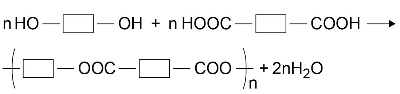 n HO — — OH + n HOOC — — COOH ⟶
( — — OOC — — COO — )n + 2nH₂O